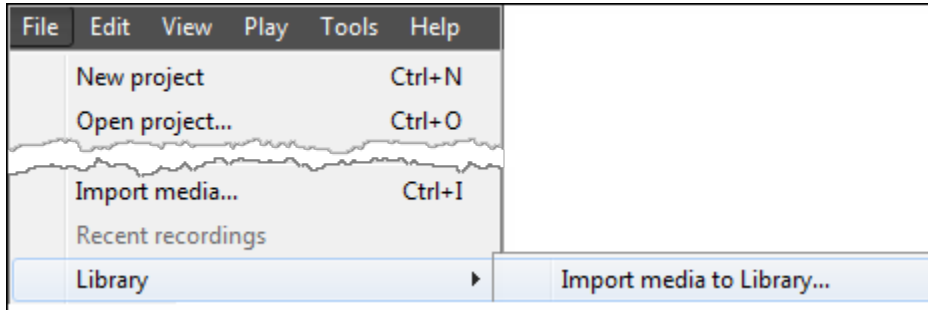 File Edit View Play Tools Help
New project Ctrl+N
Open project... Ctrl+O
Import media... Ctrl+I
Recent recordings
Library Import media to Library...